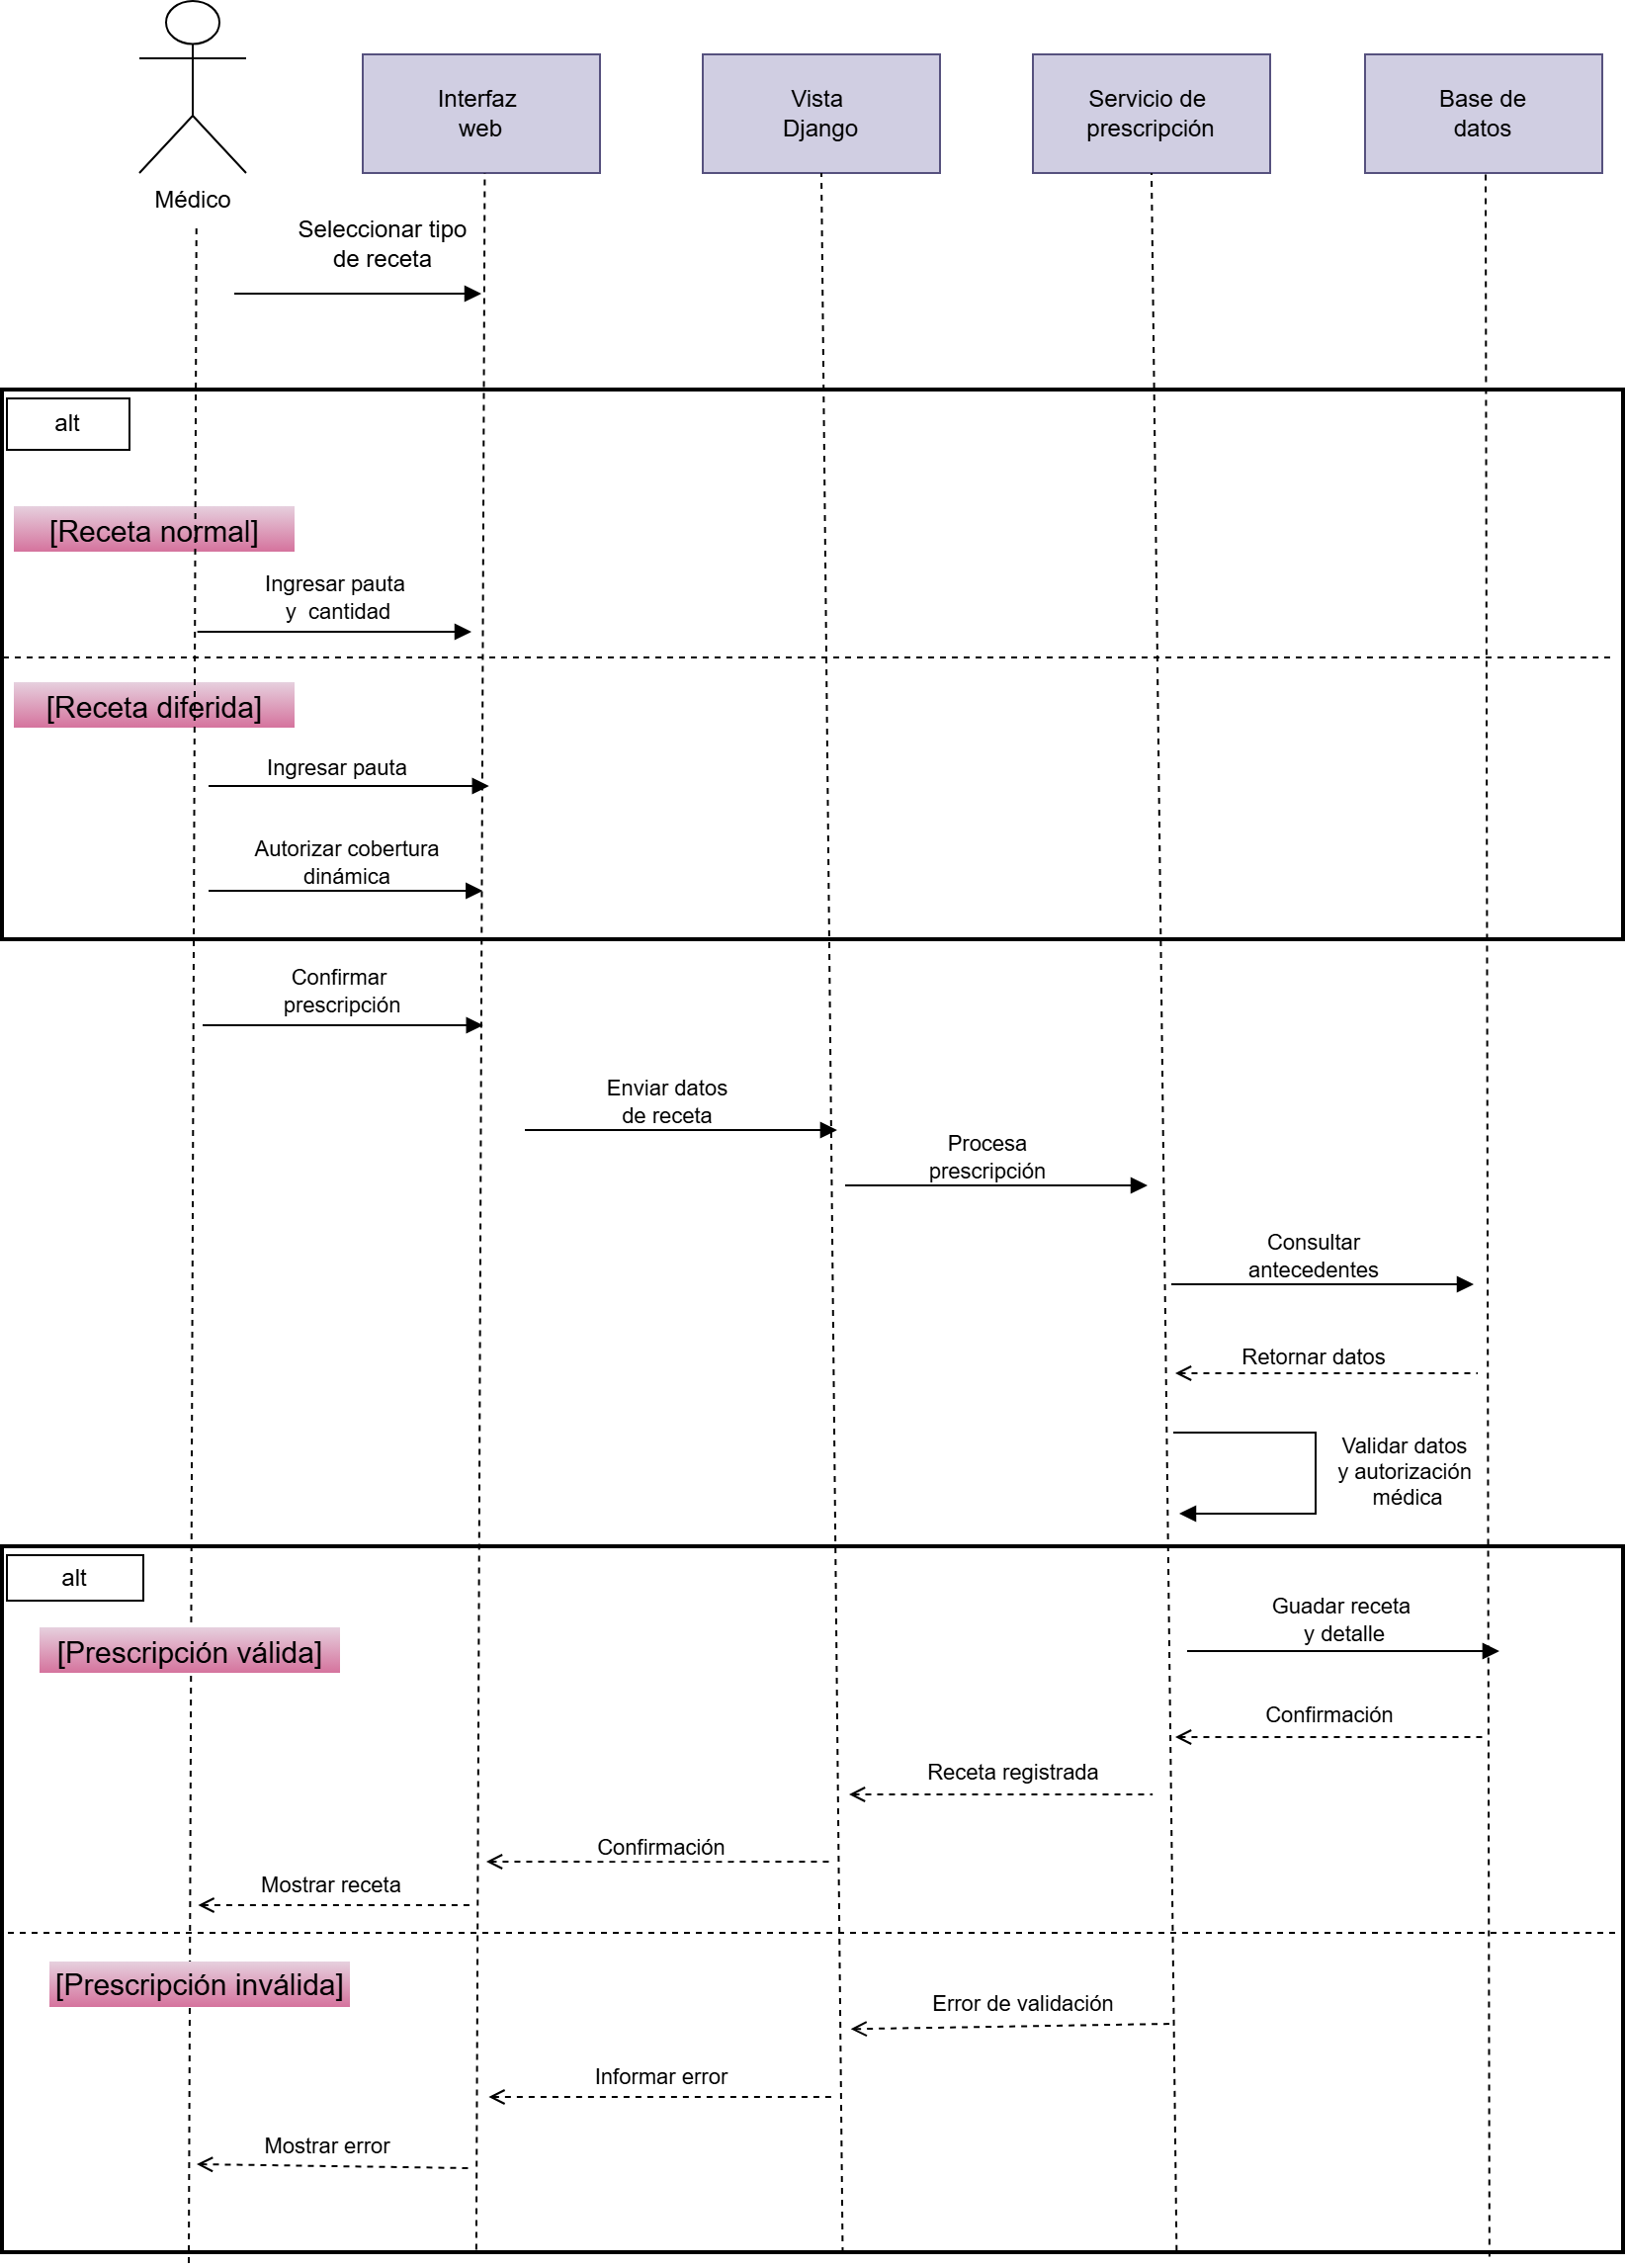 Interfaz
web
Vista
Django
Servicio de
prescripción
Base de
datos
Médico
Seleccionar tipo
de receta
alt
[Receta normal]
Ingresar pauta
y cantidad
[Receta diferida]
Ingresar pauta
Autorizar cobertura
dinámica
Confirmar
prescripción
Enviar datos
de receta
Procesa
prescripción
Consultar
antecedentes
Retornar datos
Validar datos
y autorización
médica
alt
Guadar receta
y detalle
[Prescripción válida]
Confirmación
Receta registrada
Confirmación
Mostrar receta
[Prescripción inválida]
Error de validación
Informar error
Mostrar error